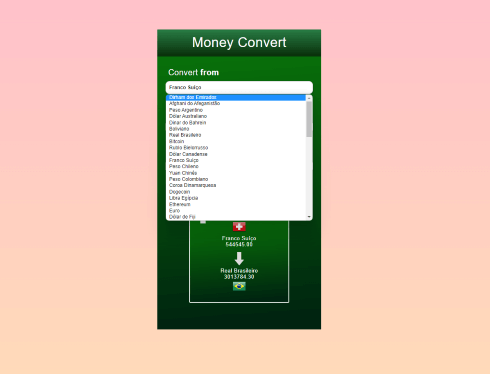 Money Convert
Convert from
Franco Suíço
Dirham dos Emirados
Afghani do Afeganistão
Peso Argentino
Dólar Australiano
Dinar do Bahrein
Boliviano
Real Brasileiro
Bitcoin
Rublo Bielorrusso
Dólar Canadense
Franco Suíço
Peso Chileno
Yuan Chinês
Peso Colombiano
Coroa Dinamarquesa
Dogecoin
Libra Egípcia
Ethereum
Euro
Dólar de Fiji
Franco Suíço
544545.00
Real Brasileiro
3013784.30